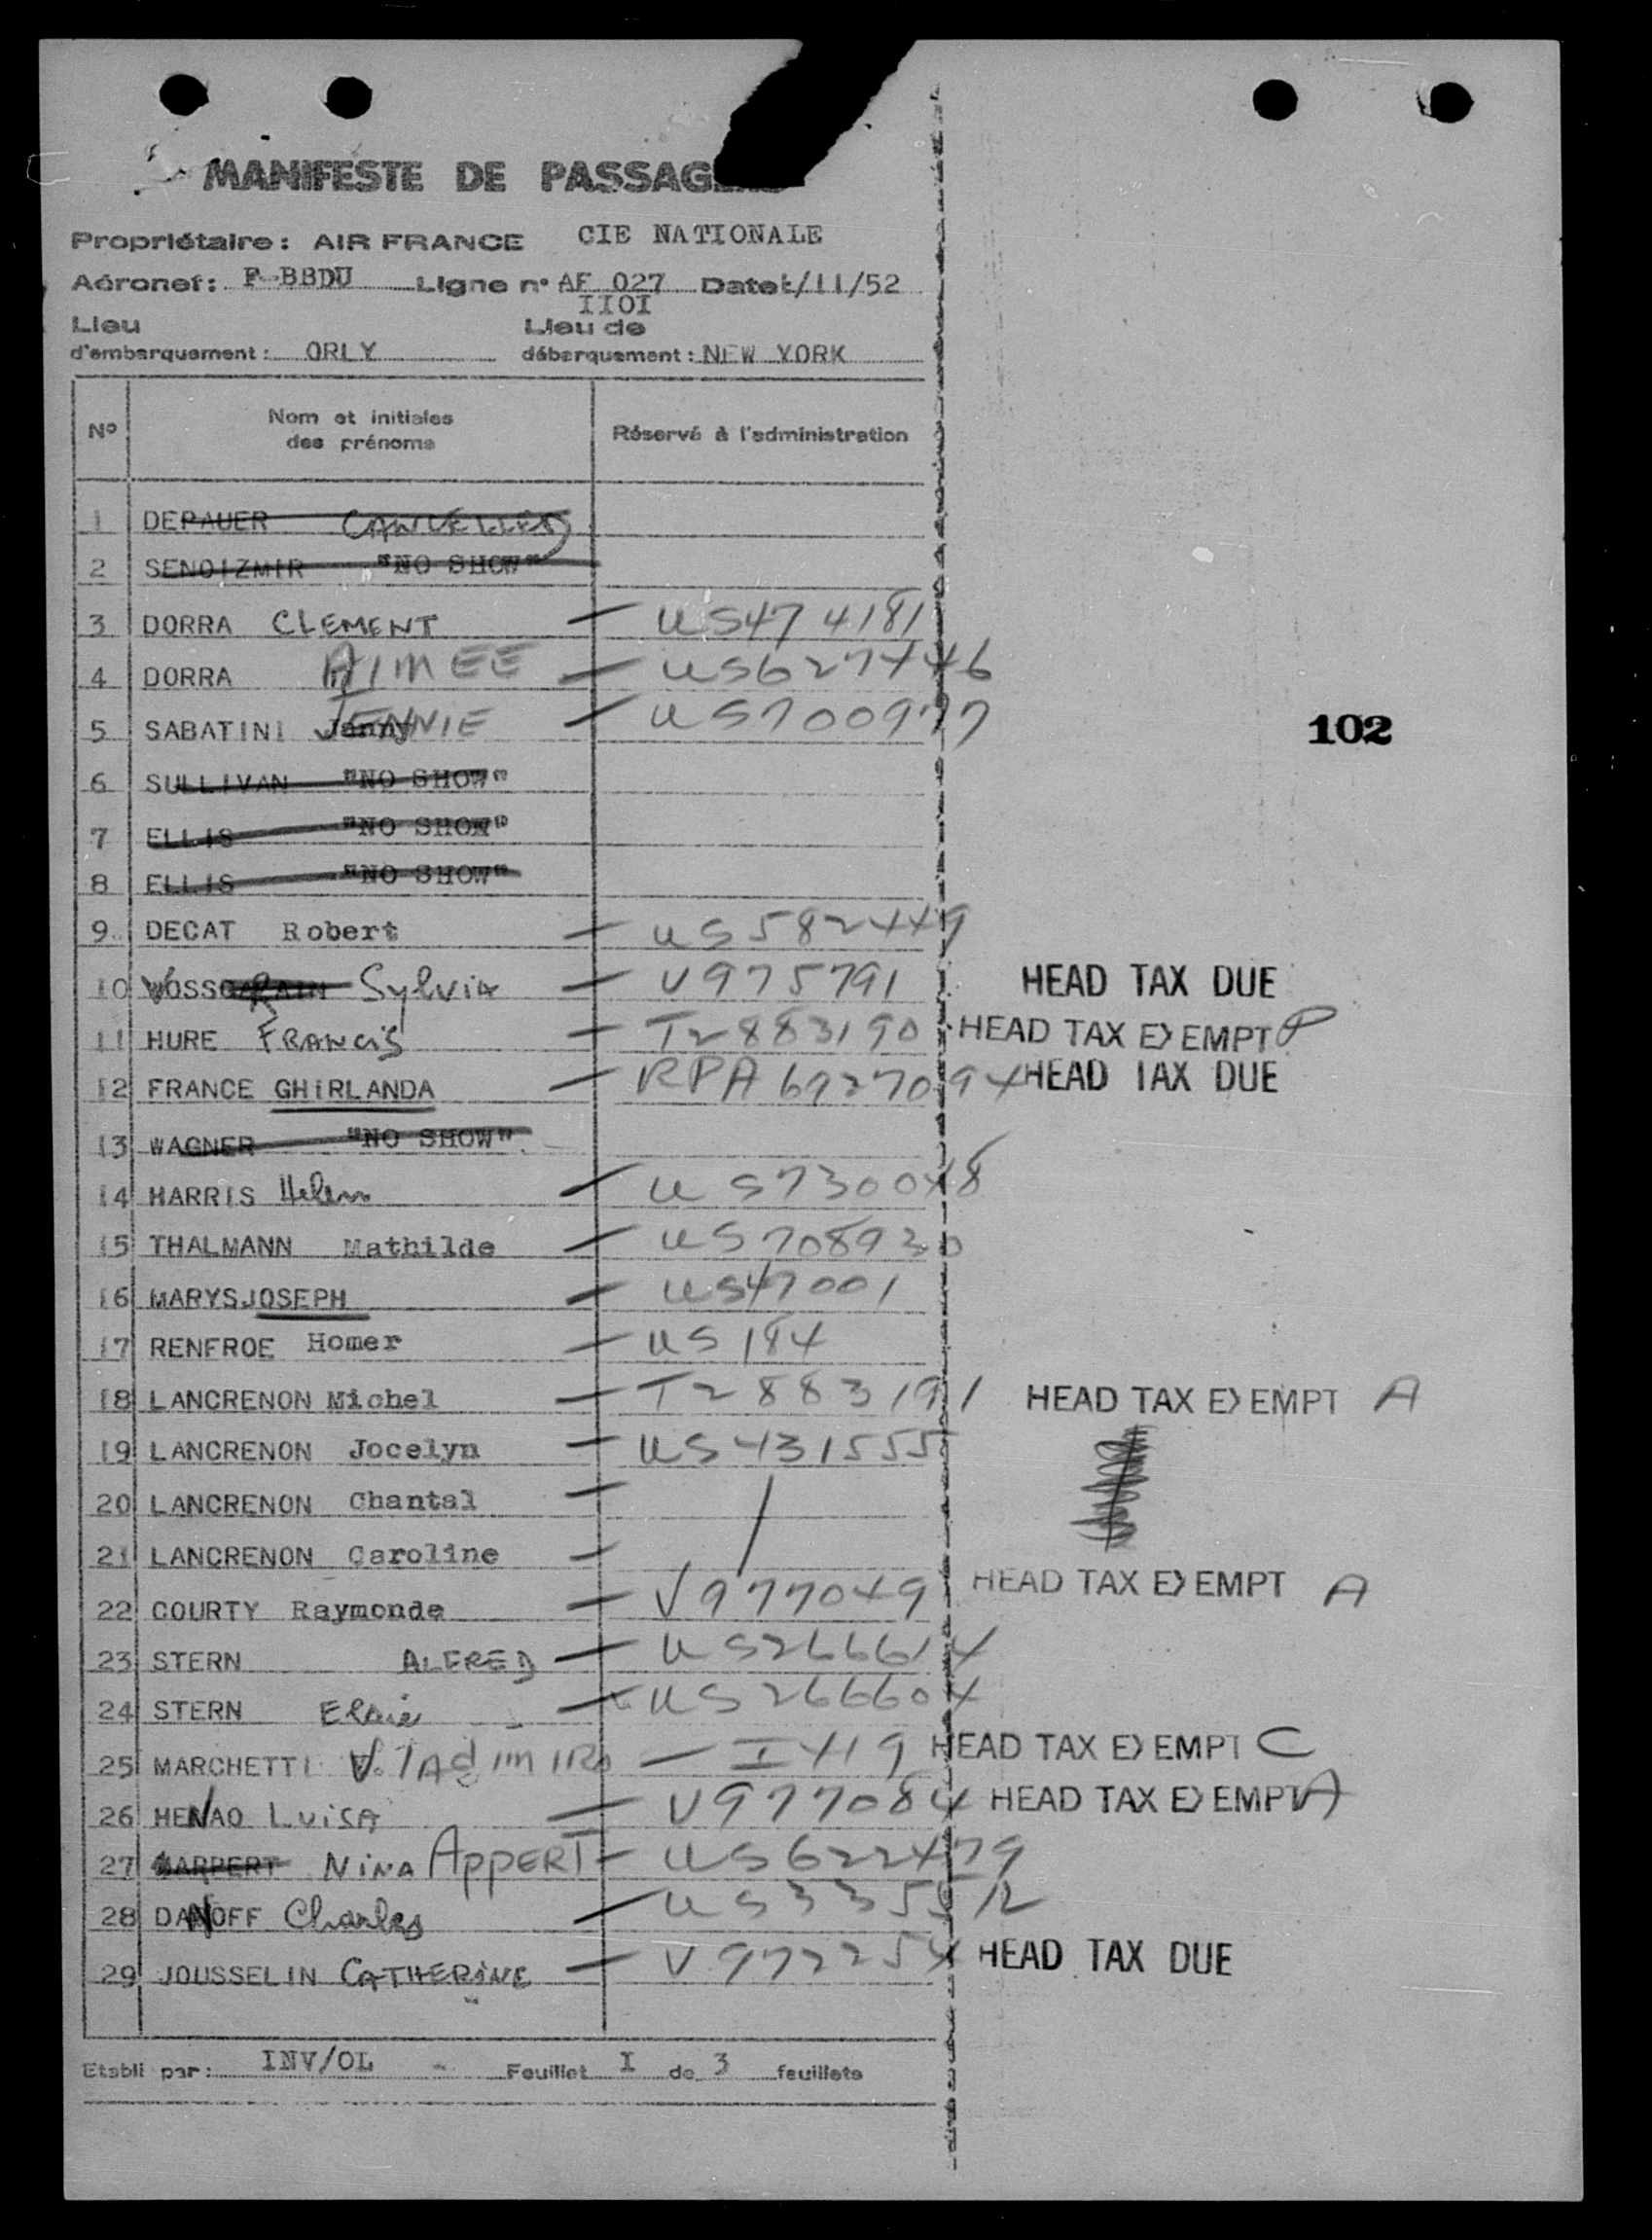 MANIFESTE DE PASSAG
Propriétaire: AIR FRANCE CIE NATIONALE
Aéronef: F-BBDU Ligne n° AF 027 Date /11/52
IIOI
Lieu Lieu de
d'embarquement: ORLY débarquement: NEW YORK
N° Nom et initiales des prénoms Réservé à l'administration
1 DEPAUER CANCELLED
2 SENOIZMIR "NO SHOW"
3 DORRA CLEMENT — US474181
4 DORRA AIMEE — US627446
5 SABATINI Janny JENNIE — US700977
102
6 SULLIVAN "NO SHOW"
7 ELLIS "NO SHOW"
8 ELLIS "NO SHOW"
9 DECAT Robert — US582449
10 VOSS Sylvia — V975791 HEAD TAX DUE
11 HURE FRANCIS — T2883190 HEAD TAX EXEMPT P
12 FRANCE GHIRLANDA — RPA6927094 HEAD TAX DUE
13 WAGNER "NO SHOW"
14 HARRIS Helen — US730048
15 THALMANN Mathilde — US708930
16 MARYSJOSEPH — US47001
17 RENFROE Homer — US184
18 LANCRENON Michel — T2883191 HEAD TAX EXEMPT A
19 LANCRENON Jocelyn — US431555
20 LANCRENON Chantal —
21 LANCRENON Caroline —
22 COURTY Raymonde — V977049 HEAD TAX EXEMPT A
23 STERN ALFRED — US266614
24 STERN — US266604
25 MARCHETTI Vladimiro — I419 HEAD TAX EXEMPT C
26 HENAO LUISA — V977084 HEAD TAX EXEMPT A
27 MARPERT NINA APPERT — US622479
28 DANOFF Charles — US335512
29 JOUSSELIN CATHERINE — V972254 HEAD TAX DUE
Etabli par: INV/OL Feuillet I de 3 feuillets